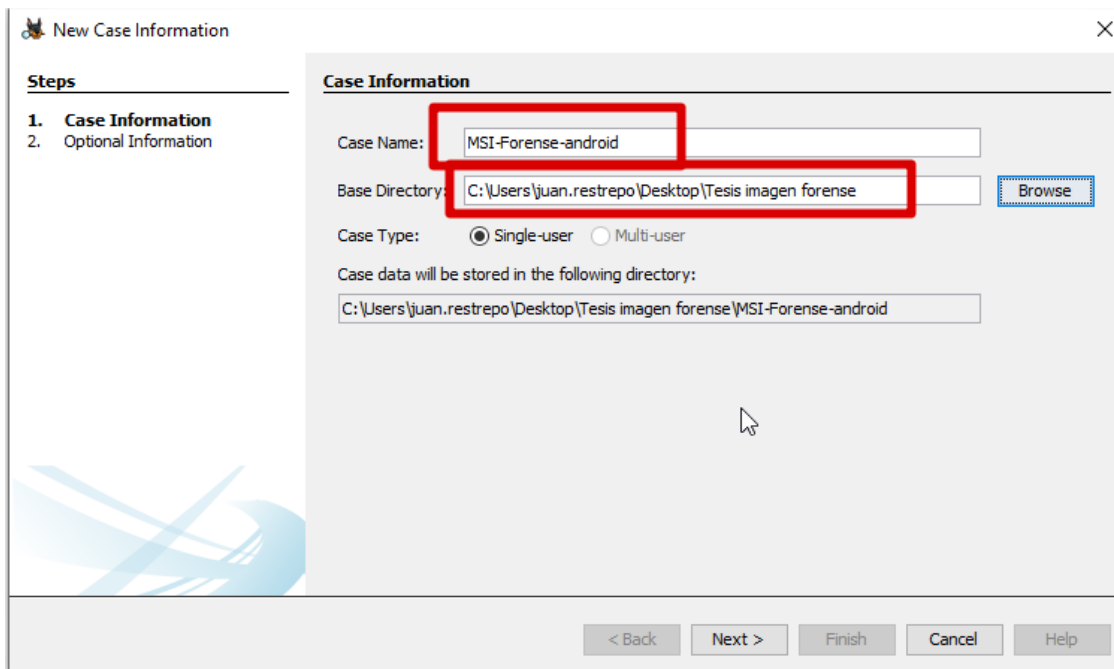 New Case Information
Steps
1. Case Information
2. Optional Information
Case Information
Case Name: MSI-Forense-android
Base Directory: C:\Users\juan.restrepo\Desktop\Tesis imagen forense Browse
Case Type: Single-user Multi-user
Case data will be stored in the following directory:
C:\Users\juan.restrepo\Desktop\Tesis imagen forense\MSI-Forense-android
< Back Next > Finish Cancel Help